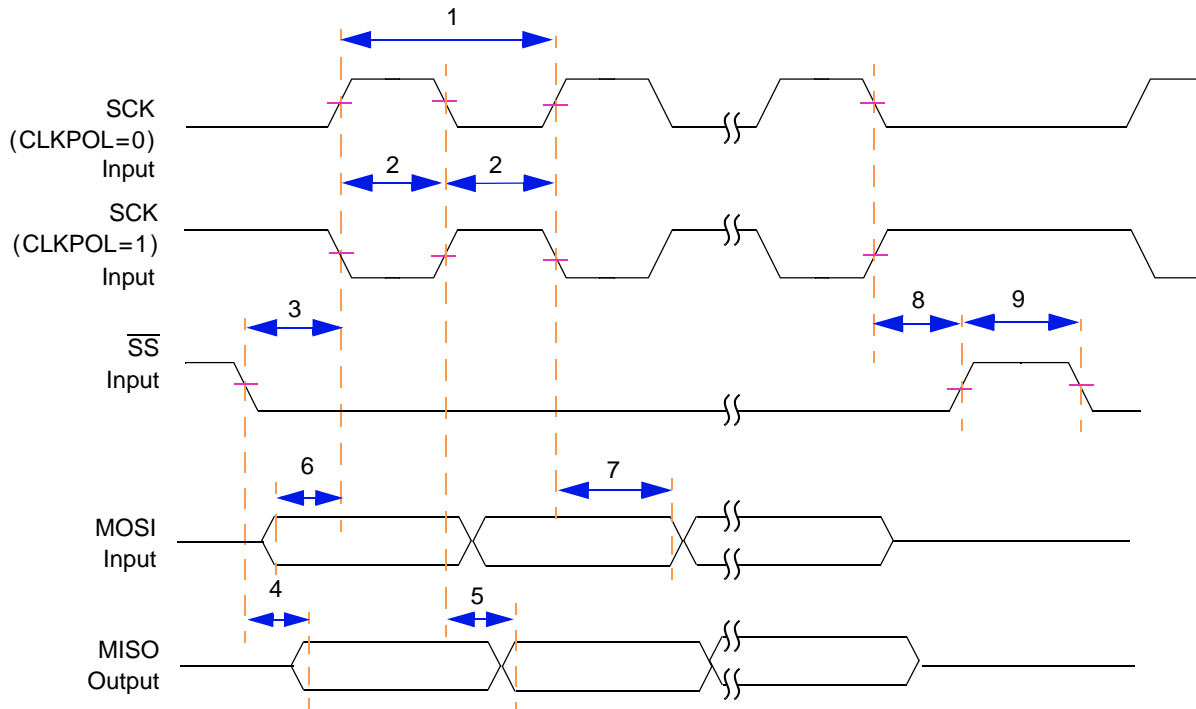 1
SCK
(CLKPOL=0)
Input
2 2
SCK
(CLKPOL=1)
Input
3 8 9
SS
Input
6 7
MOSI
Input
4 5
MISO
Output